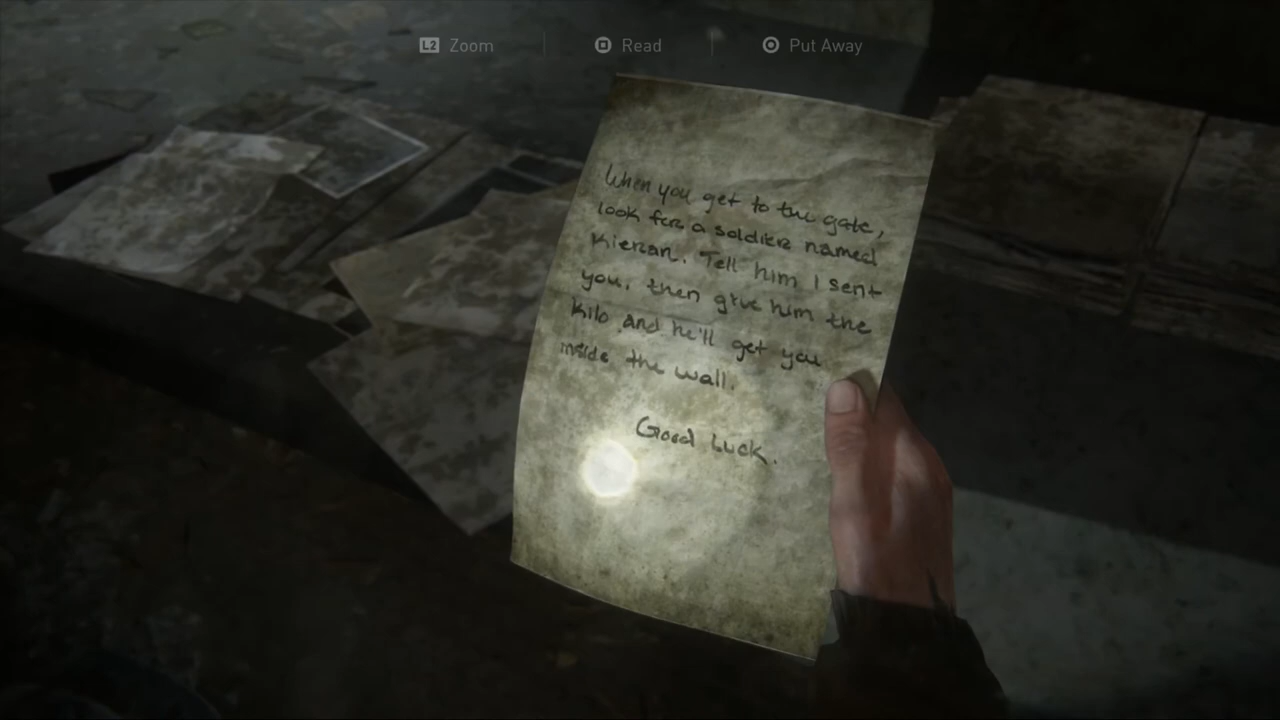 L2 Zoom
Read
Put Away
When you get to the gate,
look for a soldier named
Kieran. Tell him I sent
you, then give him the
Kilo and he'll get you
inside the wall.
Good Luck.